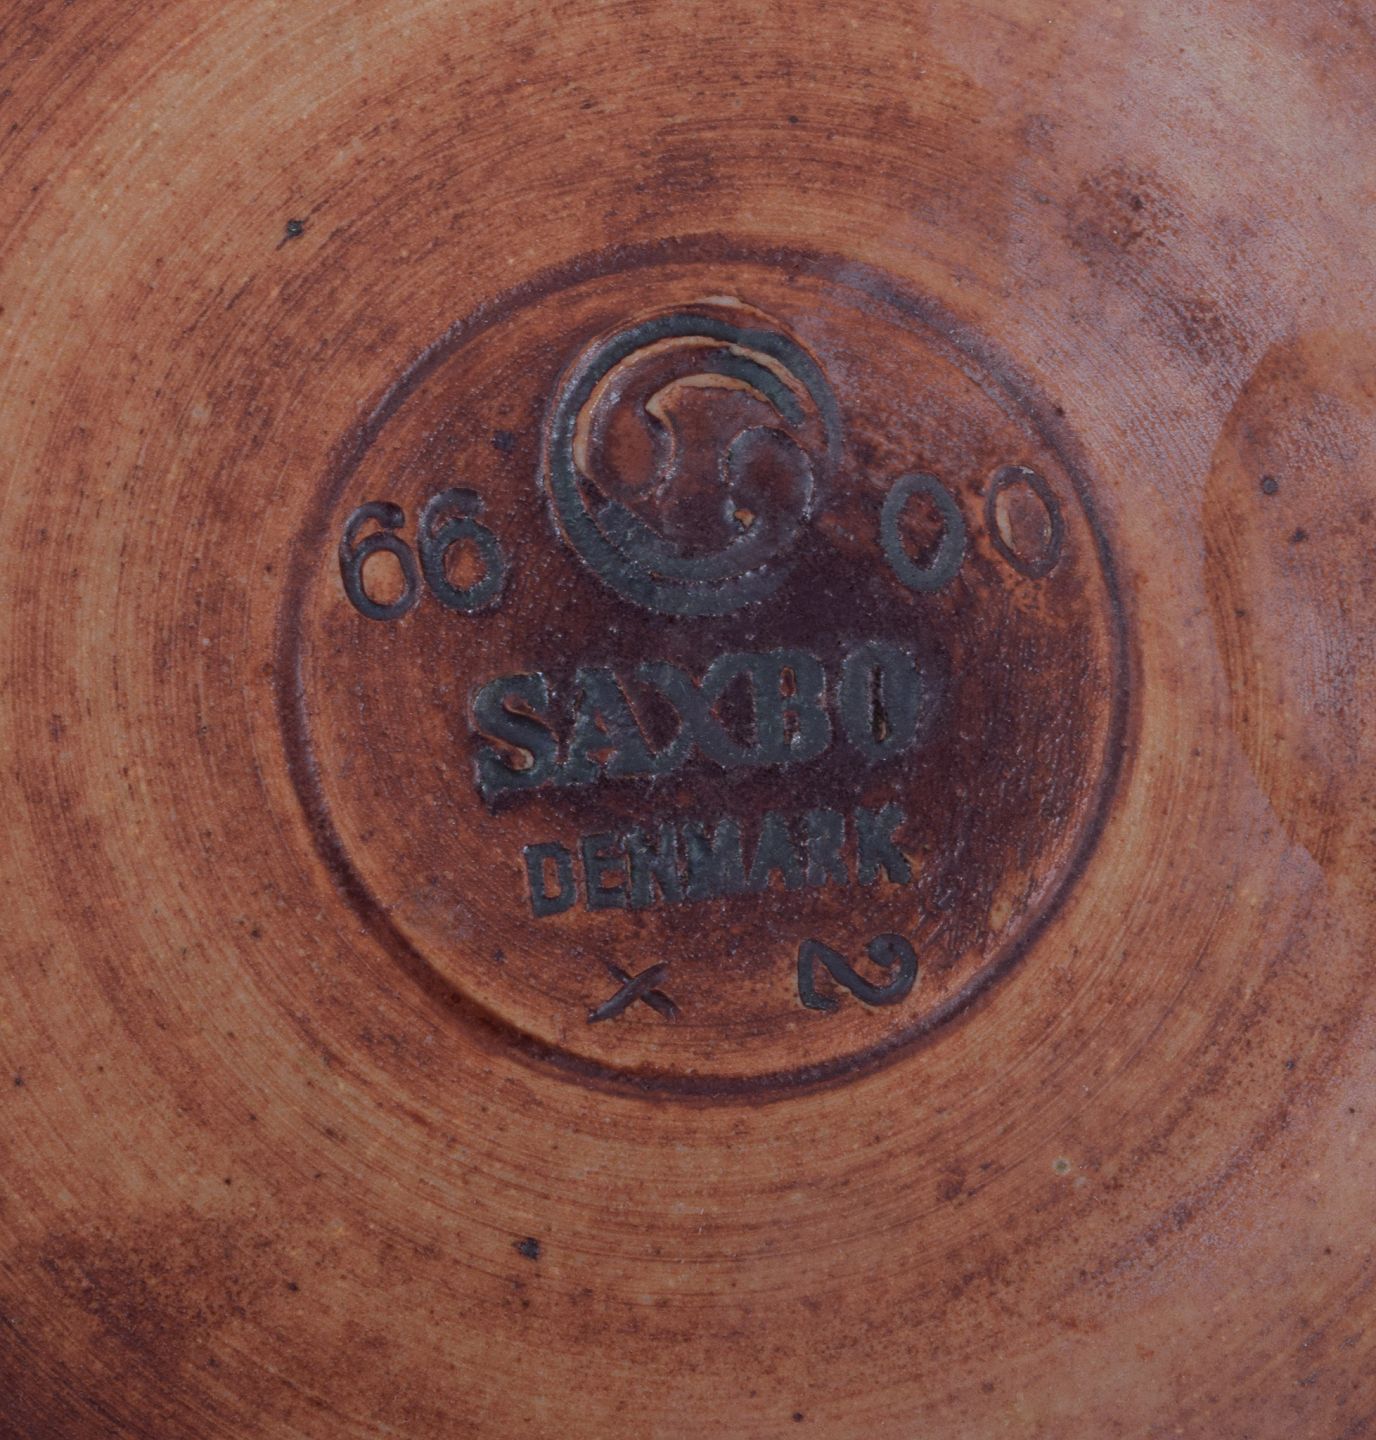 66 00
SAXBO
DENMARK
X 2